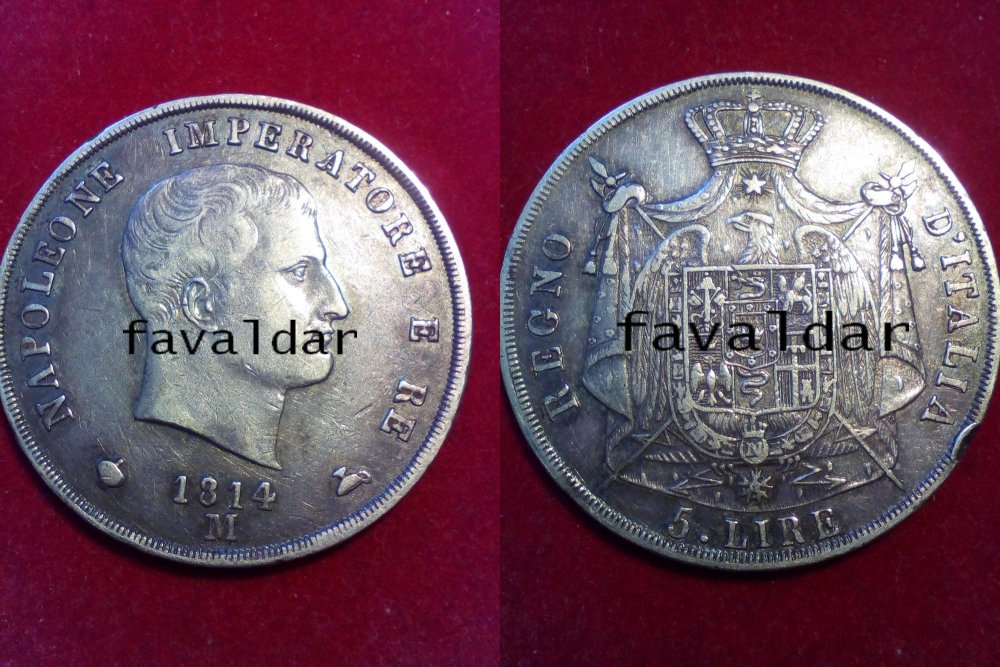 NAPOLEONE IMPERATORE E RE
favaldar
1814
M
REGNO D'ITALIA
favaldar
N
5. LIRE